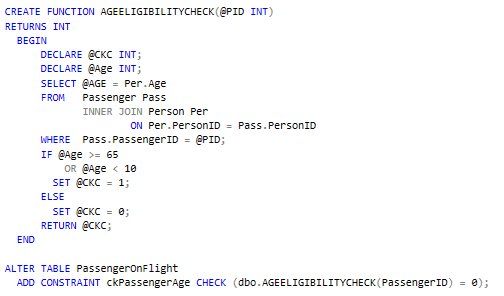 CREATE FUNCTION AGEELIGIBILITYCHECK(@PID INT)
RETURNS INT
  BEGIN
     DECLARE @CKC INT;
     DECLARE @Age INT;
     SELECT @AGE = Per.Age
     FROM   Passenger Pass
            INNER JOIN Person Per
                    ON Per.PersonID = Pass.PersonID
     WHERE  Pass.PassengerID = @PID;
     IF @Age >= 65
         OR @Age < 10
       SET @CKC = 1;
     ELSE
       SET @CKC = 0;
     RETURN @CKC;
  END
ALTER TABLE PassengerOnFlight
  ADD CONSTRAINT ckPassengerAge CHECK (dbo.AGEELIGIBILITYCHECK(PassengerID) = 0);